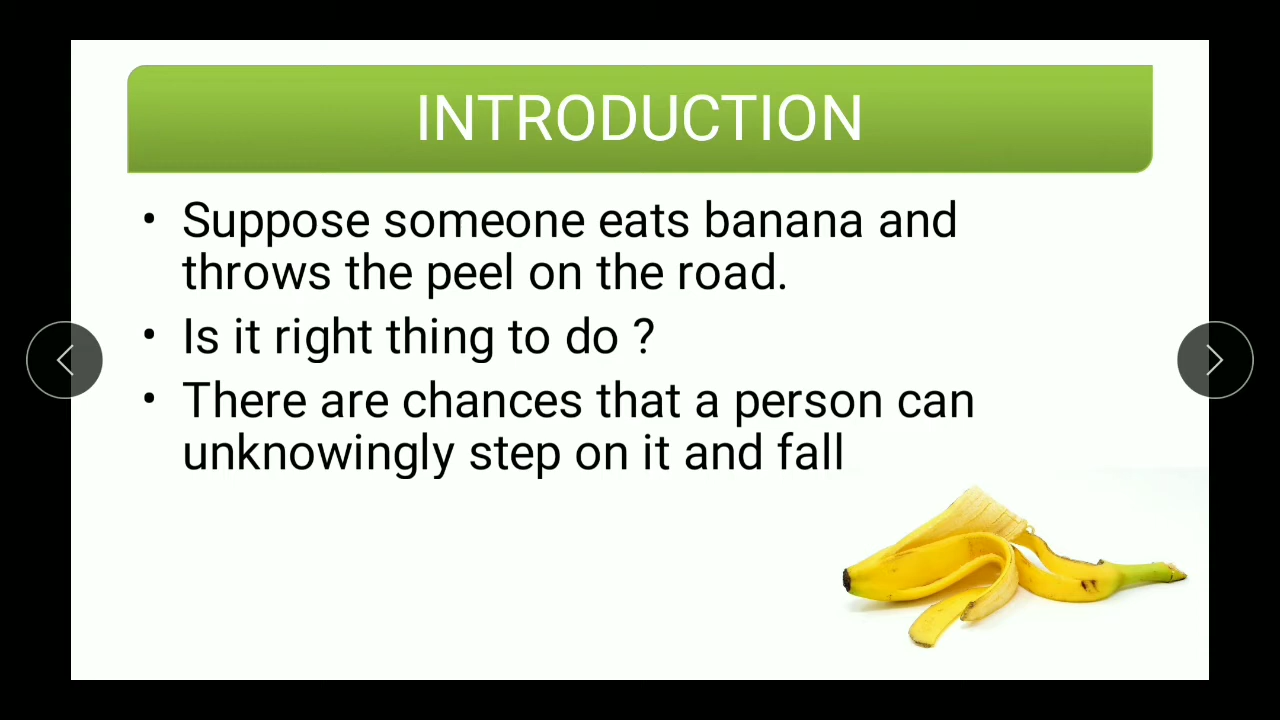 INTRODUCTION
• Suppose someone eats banana and
throws the peel on the road.
• Is it right thing to do ?
• There are chances that a person can
unknowingly step on it and fall